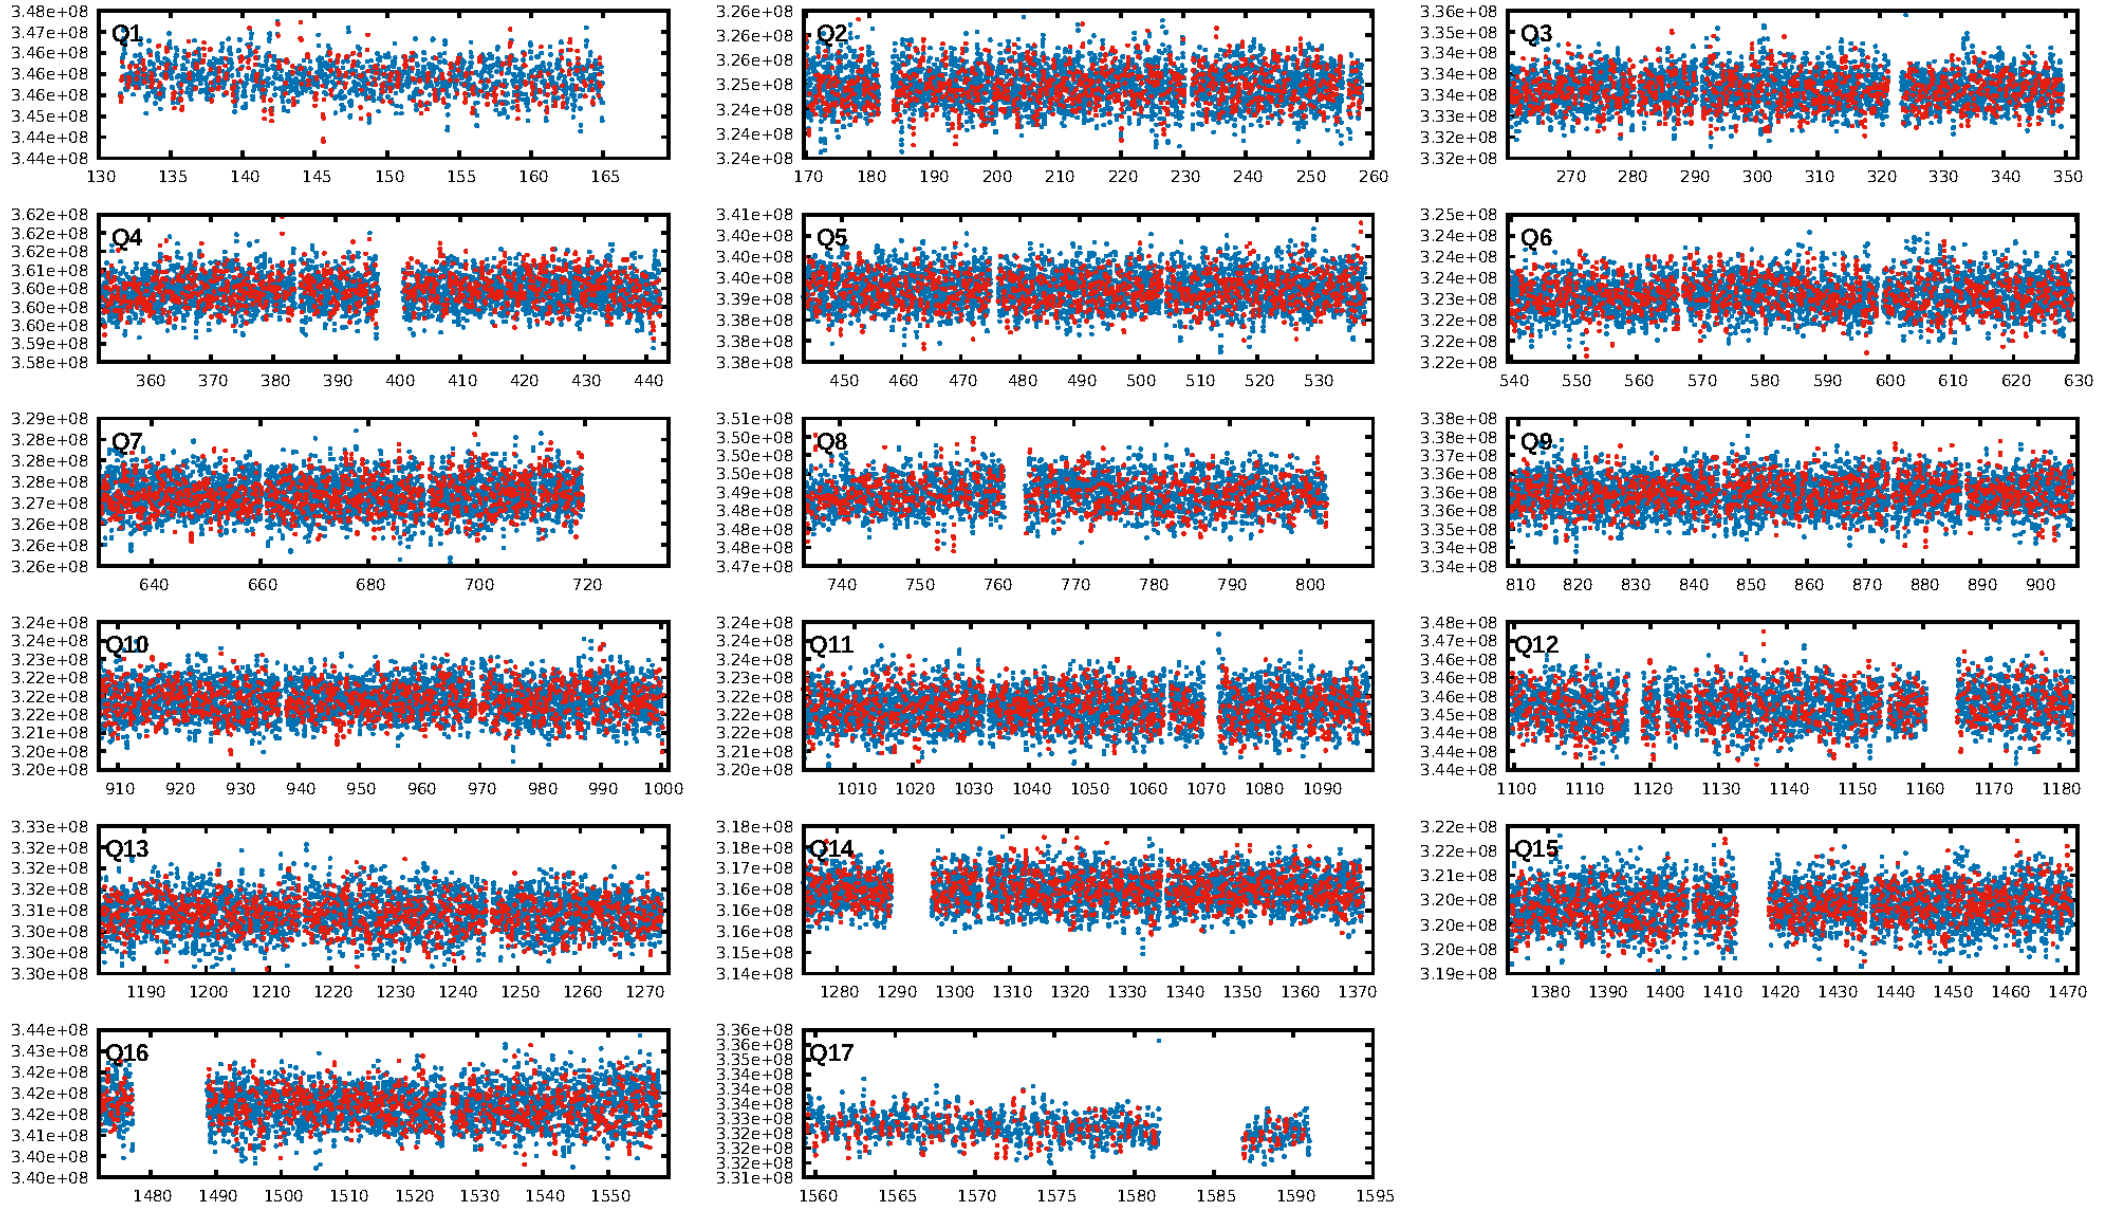 Q1
3.48e+08
3.47e+08
3.46e+08
3.46e+08
3.46e+08
3.45e+08
3.44e+08
3.44e+08
130 135 140 145 150 155 160 165
Q2
3.26e+08
3.26e+08
3.26e+08
3.25e+08
3.24e+08
3.24e+08
3.24e+08
170 180 190 200 210 220 230 240 250 260
Q3
3.36e+08
3.35e+08
3.34e+08
3.34e+08
3.34e+08
3.33e+08
3.32e+08
3.32e+08
270 280 290 300 310 320 330 340 350
Q4
3.62e+08
3.62e+08
3.61e+08
3.61e+08
3.60e+08
3.60e+08
3.60e+08
3.59e+08
3.58e+08
360 370 380 390 400 410 420 430 440
Q5
3.41e+08
3.40e+08
3.40e+08
3.40e+08
3.39e+08
3.38e+08
3.38e+08
3.38e+08
450 460 470 480 490 500 510 520 530
Q6
3.25e+08
3.24e+08
3.24e+08
3.23e+08
3.22e+08
3.22e+08
3.22e+08
540 550 560 570 580 590 600 610 620 630
Q7
3.29e+08
3.28e+08
3.28e+08
3.28e+08
3.27e+08
3.26e+08
3.26e+08
3.26e+08
640 660 680 700 720
Q8
3.51e+08
3.50e+08
3.50e+08
3.50e+08
3.49e+08
3.48e+08
3.48e+08
3.48e+08
3.47e+08
740 750 760 770 780 790 800
Q9
3.38e+08
3.38e+08
3.37e+08
3.36e+08
3.36e+08
3.36e+08
3.35e+08
3.34e+08
3.34e+08
810 820 830 840 850 860 870 880 890 900
Q10
3.24e+08
3.24e+08
3.23e+08
3.22e+08
3.22e+08
3.22e+08
3.21e+08
3.20e+08
3.20e+08
910 920 930 940 950 960 970 980 990 1000
Q11
3.24e+08
3.24e+08
3.24e+08
3.23e+08
3.22e+08
3.22e+08
3.22e+08
3.21e+08
3.20e+08
1010 1020 1030 1040 1050 1060 1070 1080 1090
Q12
3.48e+08
3.47e+08
3.46e+08
3.46e+08
3.45e+08
3.44e+08
3.44e+08
3.44e+08
1100 1110 1120 1130 1140 1150 1160 1170 1180
Q13
3.33e+08
3.32e+08
3.32e+08
3.32e+08
3.31e+08
3.30e+08
3.30e+08
3.30e+08
1190 1200 1210 1220 1230 1240 1250 1260 1270
Q14
3.18e+08
3.18e+08
3.17e+08
3.16e+08
3.16e+08
3.16e+08
3.15e+08
3.14e+08
1280 1290 1300 1310 1320 1330 1340 1350 1360 1370
Q15
3.22e+08
3.22e+08
3.21e+08
3.20e+08
3.20e+08
3.20e+08
3.19e+08
1380 1390 1400 1410 1420 1430 1440 1450 1460 1470
Q16
3.44e+08
3.43e+08
3.42e+08
3.42e+08
3.42e+08
3.41e+08
3.40e+08
3.40e+08
1480 1490 1500 1510 1520 1530 1540 1550
Q17
3.36e+08
3.36e+08
3.35e+08
3.34e+08
3.34e+08
3.34e+08
3.33e+08
3.32e+08
3.32e+08
3.32e+08
3.31e+08
1560 1565 1570 1575 1580 1585 1590 1595